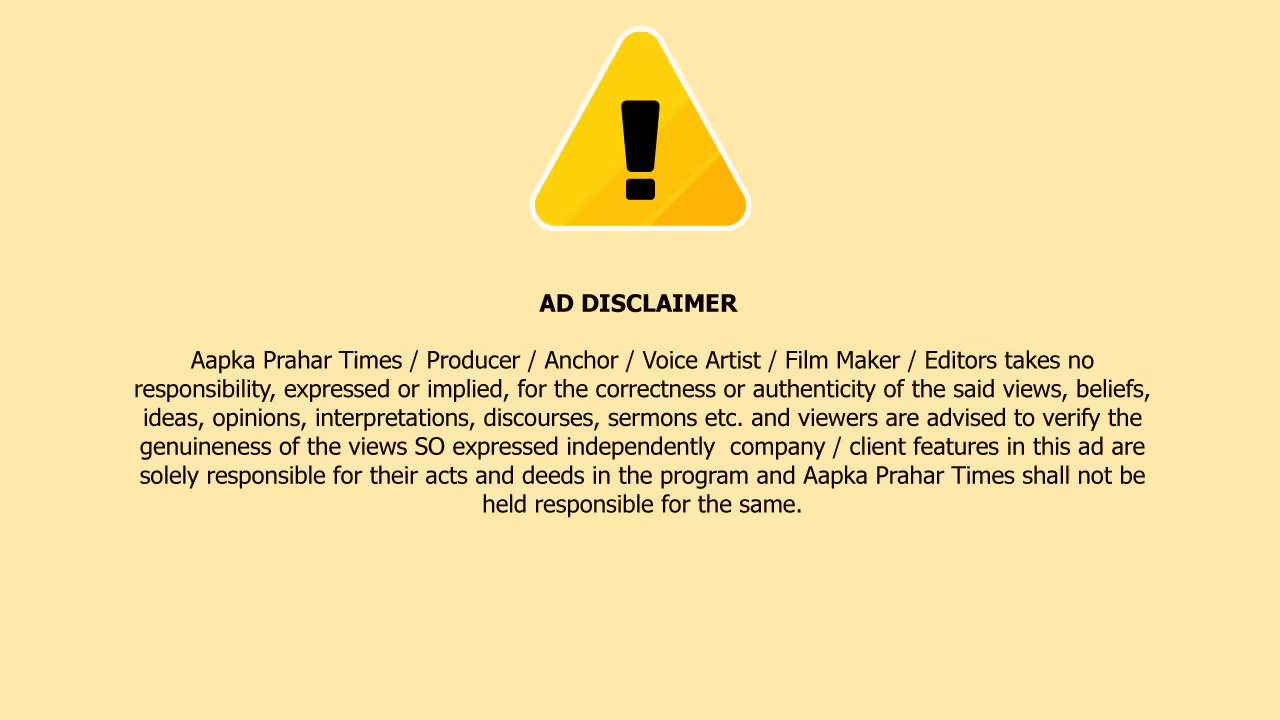 AD DISCLAIMER
Aapka Prahar Times / Producer / Anchor / Voice Artist / Film Maker / Editors takes no
responsibility, expressed or implied, for the correctness or authenticity of the said views, beliefs,
ideas, opinions, interpretations, discourses, sermons etc. and viewers are advised to verify the
genuineness of the views SO expressed independently  company / client features in this ad are
solely responsible for their acts and deeds in the program and Aapka Prahar Times shall not be
held responsible for the same.